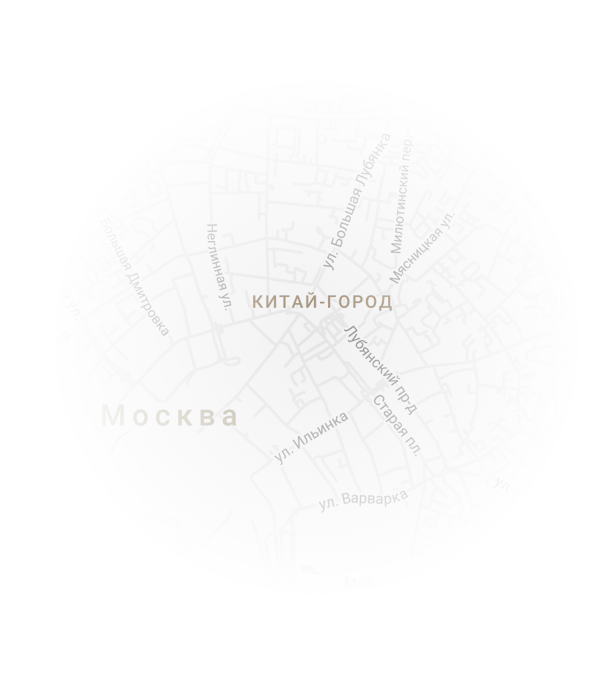 ул. Большая Лубянка
Милютинский пер.
Мясницкая ул.
Большая Дмитровка
Неглинная ул.
КИТАЙ-ГОРОД
Лубянский пр-д
Москва
Старая пл.
ул. Ильинка
ул.
ул. Варварка